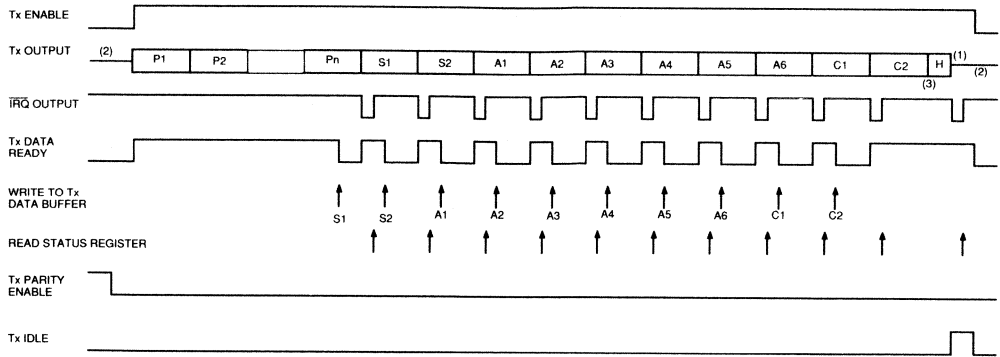 Tx ENABLE
Tx OUTPUT
(2)
P1 P2 Pn S1 S2 A1 A2 A3 A4 A5 A6 C1 C2 H
(1)
(2)
(3)
IRQ OUTPUT
Tx DATA
READY
WRITE TO Tx
DATA BUFFER
S1 S2 A1 A2 A3 A4 A5 A6 C1 C2
READ STATUS REGISTER
Tx PARITY
ENABLE
Tx IDLE